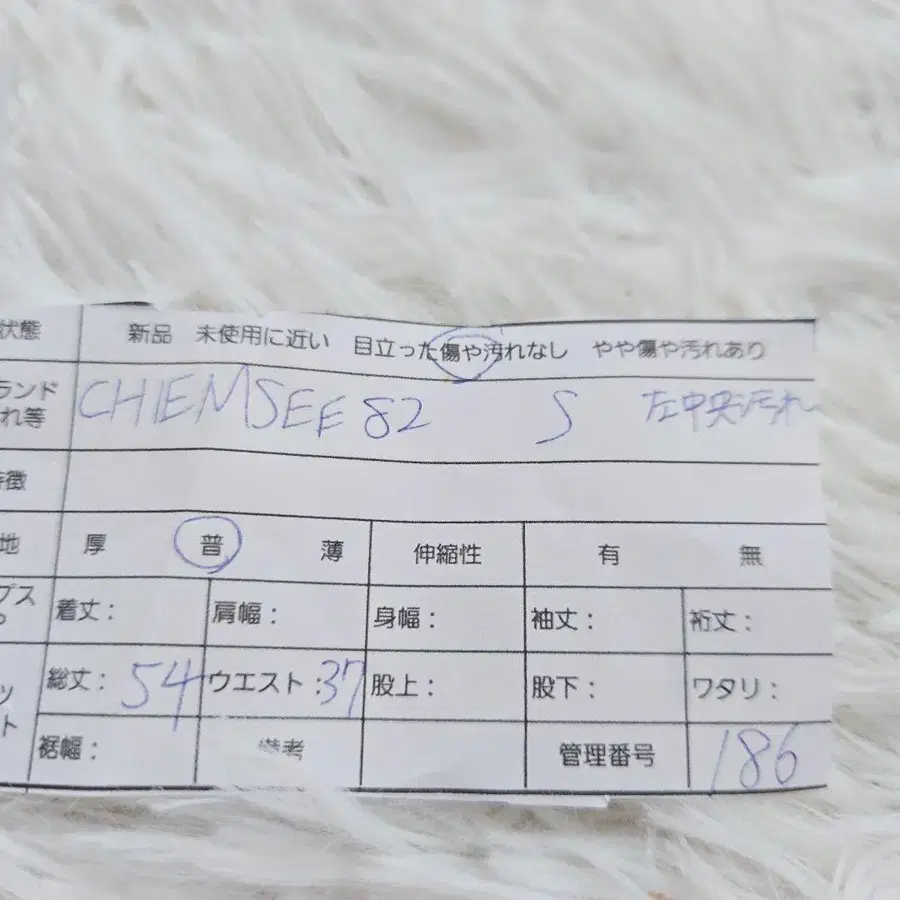 状態 新品 未使用に近い 目立った傷や汚れなし やや傷や汚れあり
ランド
れ等 CHIEMSEE 82 S 左中央汚れ
徴
地 厚 普 薄 伸縮性 有 無
プス
着丈: 肩幅: 身幅: 袖丈: 裄丈:
総丈: 54 ウエスト:37 股上: 股下: ワタリ:
ツ
ト
裾幅: 備考 管理番号 186